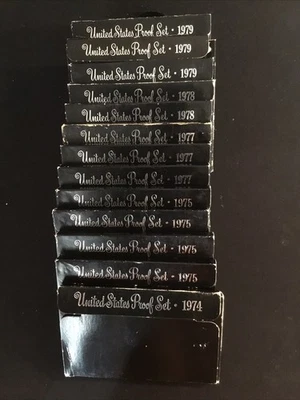 United States Proof Set • 1979
United States Proof Set • 1979
United States Proof Set • 1979
United States Proof Set • 1978
United States Proof Set • 1978
United States Proof Set • 1977
United States Proof Set • 1977
United States Proof Set • 1977
United States Proof Set • 1975
United States Proof Set • 1975
United States Proof Set • 1975
United States Proof Set • 1975
United States Proof Set • 1974